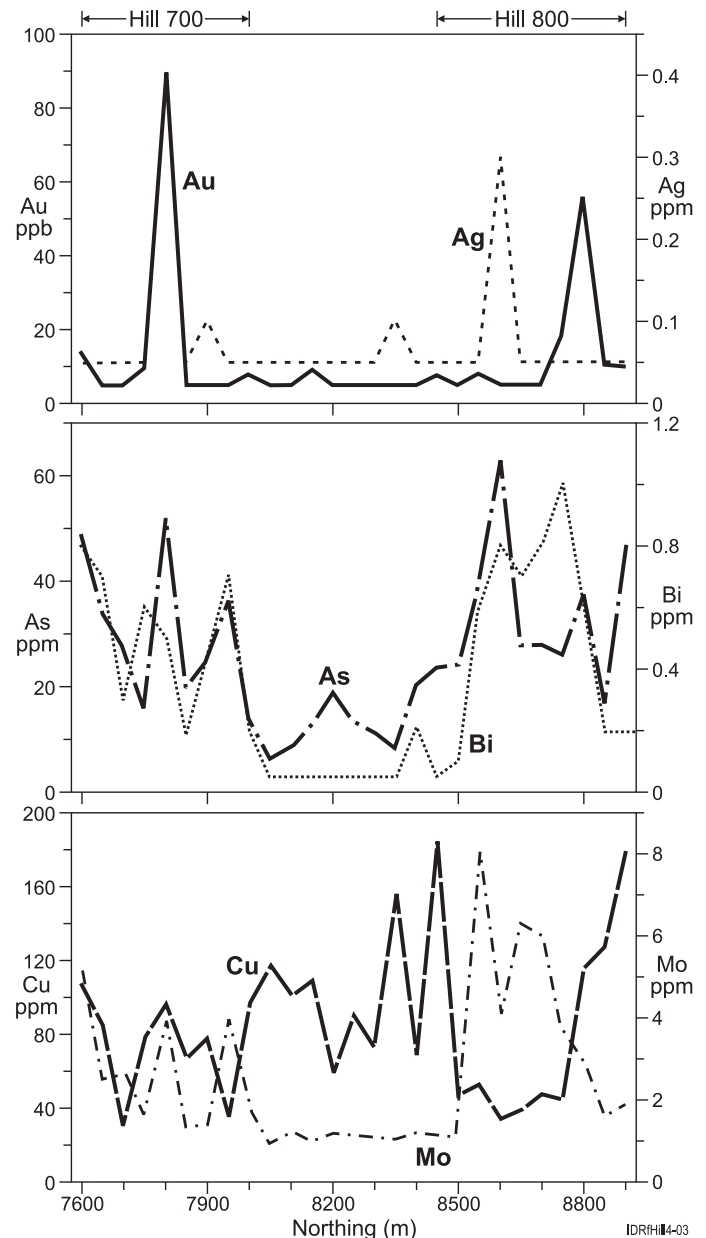 Hill 700 Hill 800
100
80
60
40
20
0
Au
ppb
Au
Ag
0.4
0.3
0.2
0.1
0
Ag
ppm
60
40
20
0
As
ppm
As
Bi
1.2
0.8
0.4
0
Bi
ppm
200
160
120
80
40
0
Cu
ppm
Cu
Mo
8
6
4
2
0
Mo
ppm
7600 7900 8200 8500 8800
Northing (m)
IDRfHill4-03